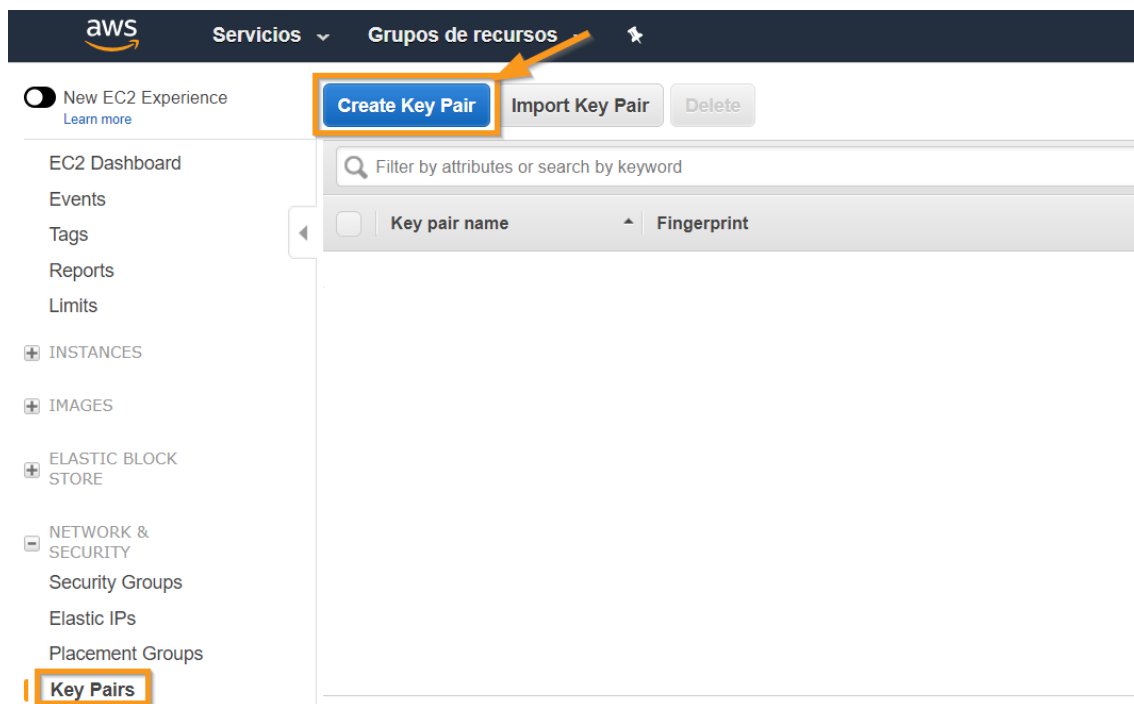 aws Servicios Grupos de recursos
New EC2 Experience
Learn more
Create Key Pair Import Key Pair Delete
Filter by attributes or search by keyword
Key pair name Fingerprint
EC2 Dashboard
Events
Tags
Reports
Limits
INSTANCES
IMAGES
ELASTIC BLOCK
STORE
NETWORK &
SECURITY
Security Groups
Elastic IPs
Placement Groups
Key Pairs